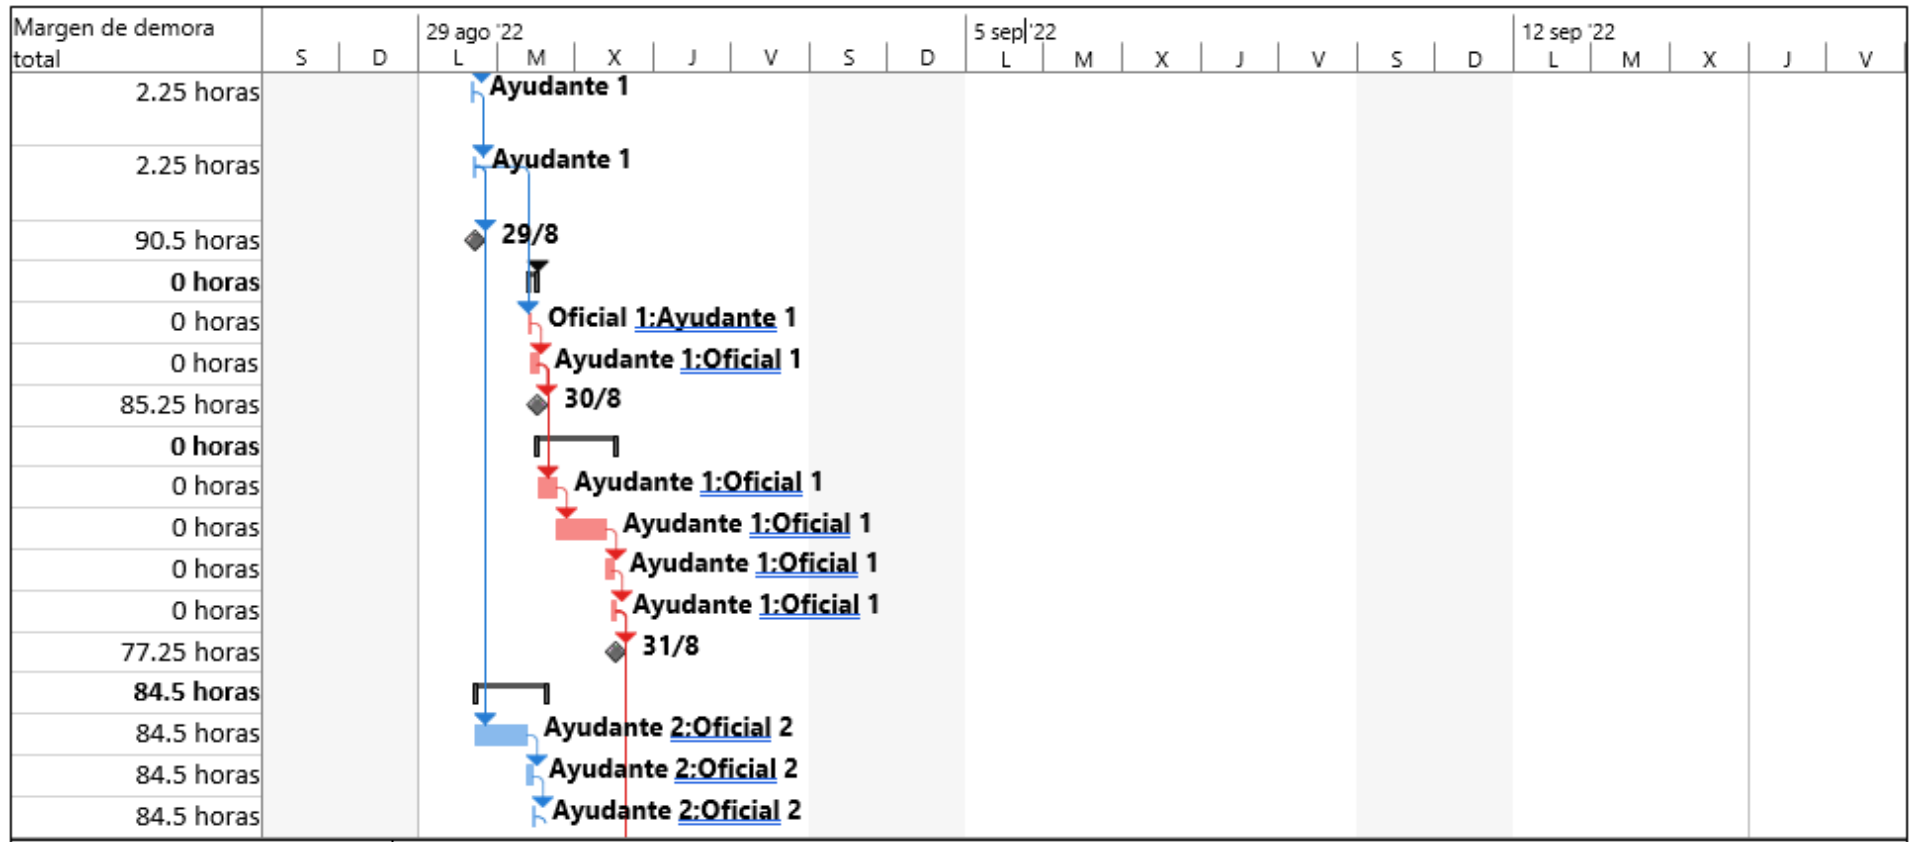 Margen de demora total
29 ago '22 5 sep '22 12 sep '22
S D L M X J V S D L M X J V S D L M X J V
2.25 horas Ayudante 1
2.25 horas Ayudante 1
90.5 horas 29/8
0 horas
0 horas Oficial 1;Ayudante 1
0 horas Ayudante 1;Oficial 1
85.25 horas 30/8
0 horas
0 horas Ayudante 1;Oficial 1
0 horas Ayudante 1;Oficial 1
0 horas Ayudante 1;Oficial 1
0 horas Ayudante 1;Oficial 1
77.25 horas 31/8
84.5 horas
84.5 horas Ayudante 2;Oficial 2
84.5 horas Ayudante 2;Oficial 2
84.5 horas Ayudante 2;Oficial 2